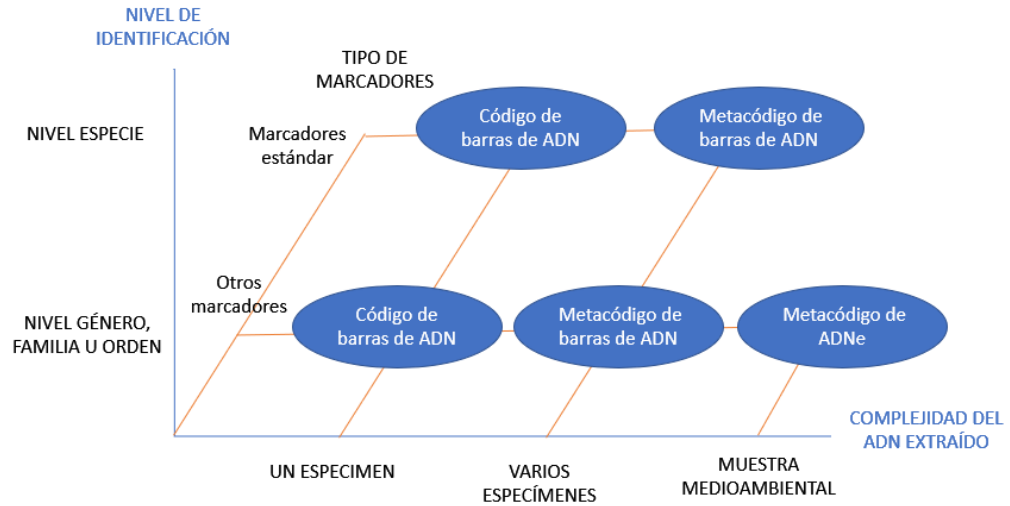 NIVEL DE
IDENTIFICACIÓN
TIPO DE
MARCADORES
NIVEL ESPECIE
Marcadores
estándar
Código de
barras de ADN
Metacódigo de
barras de ADN
Otros
marcadores
NIVEL GÉNERO,
FAMILIA U ORDEN
Código de
barras de ADN
Metacódigo de
barras de ADN
Metacódigo de
ADNe
COMPLEJIDAD DEL
ADN EXTRAÍDO
UN ESPECIMEN
VARIOS
ESPECÍMENES
MUESTRA
MEDIOAMBIENTAL